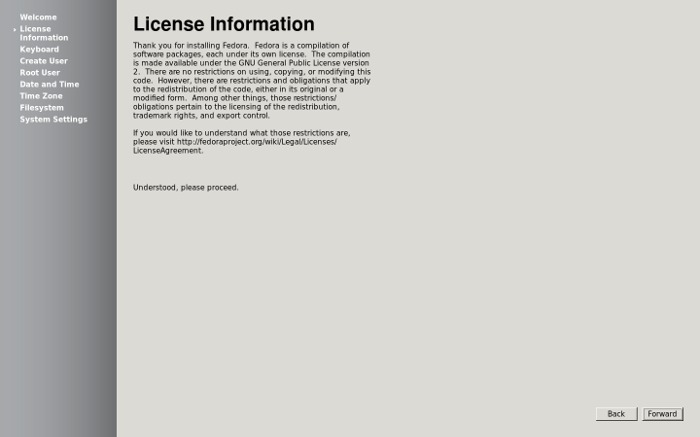 Welcome
License
Information
Keyboard
Create User
Root User
Date and Time
Time Zone
Filesystem
System Settings
License Information
Thank you for installing Fedora.  Fedora is a compilation of
software packages, each under its own license.  The compilation
is made available under the GNU General Public License version
2.  There are no restrictions on using, copying, or modifying this
code.  However, there are restrictions and obligations that apply
to the redistribution of the code, either in its original or a
modified form.  Among other things, those restrictions/
obligations pertain to the licensing of the redistribution,
trademark rights, and export control.
If you would like to understand what those restrictions are,
please visit http://fedoraproject.org/wiki/Legal/Licenses/
LicenseAgreement.
Understood, please proceed.
Back
Forward